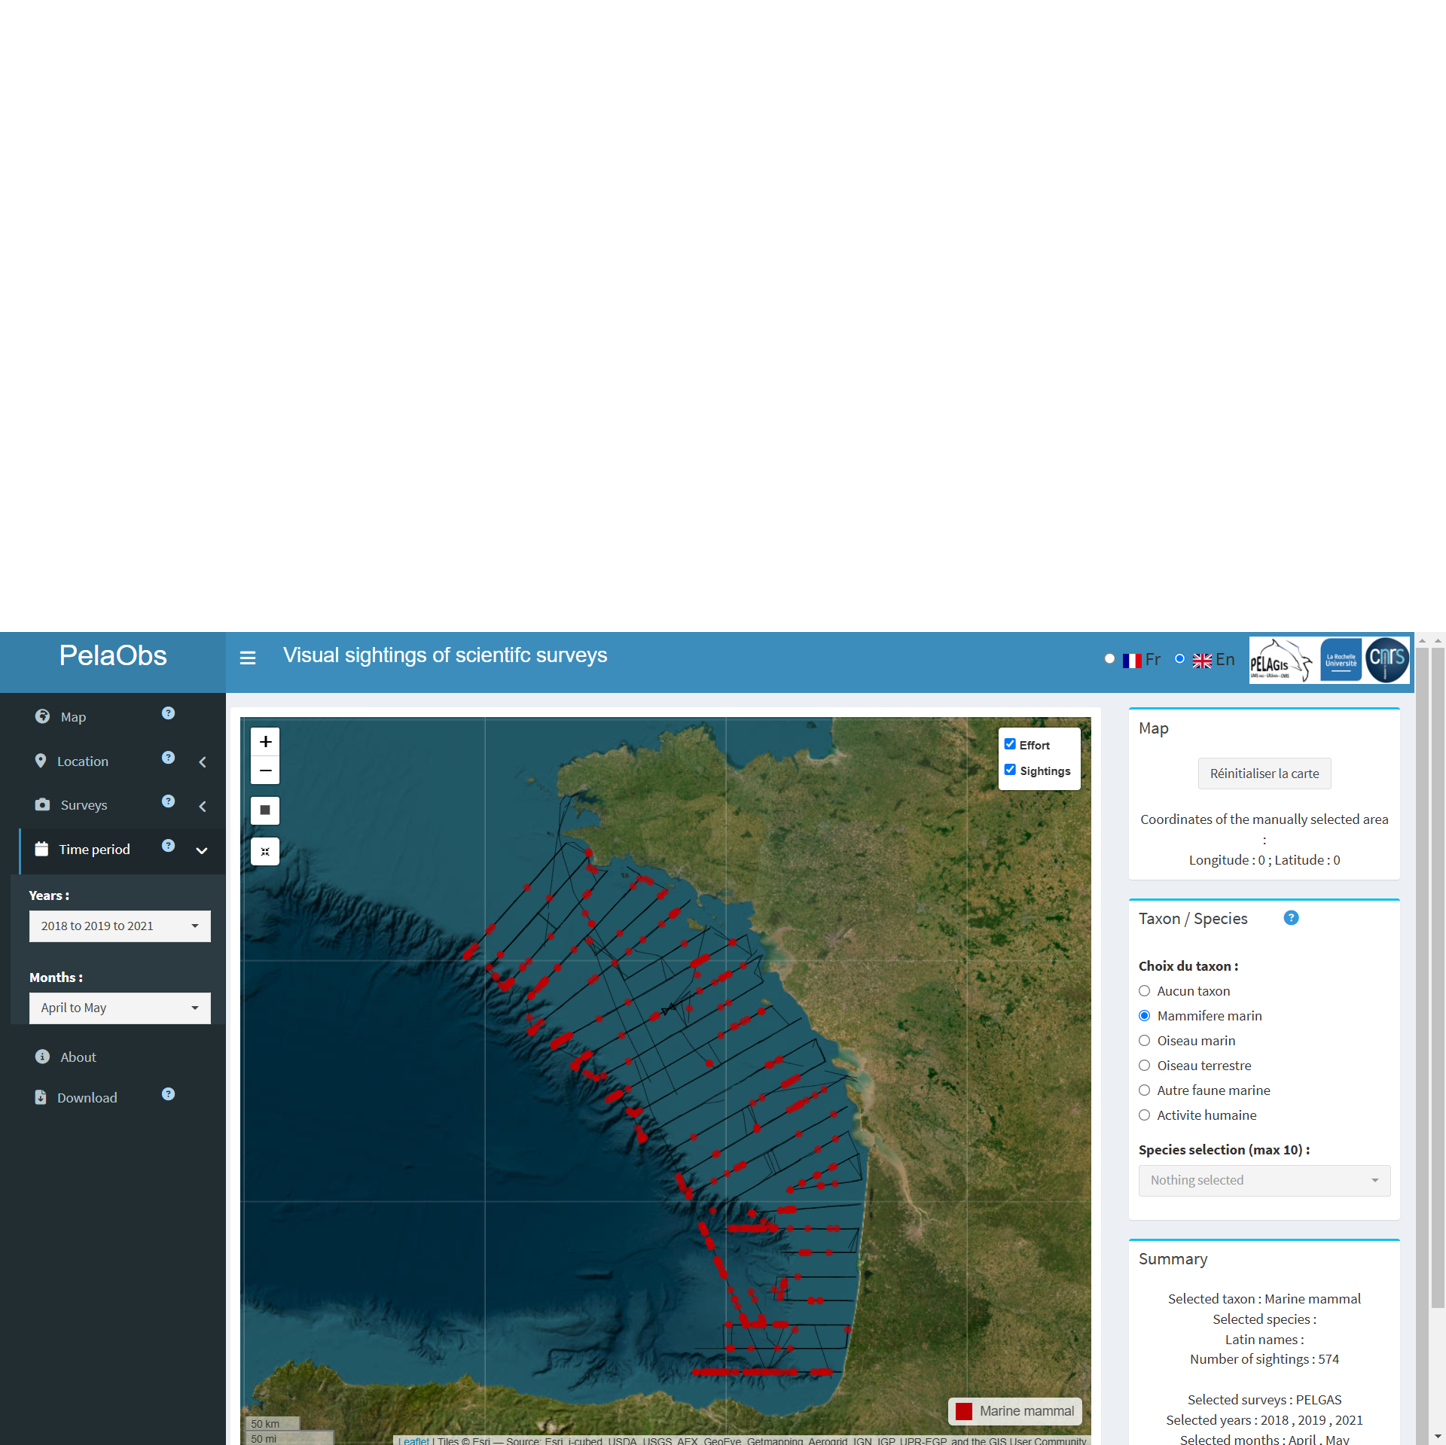 PelaObs
Visual sightings of scientifc surveys
Fr
En
PELAGIS
La Rochelle
Université
cnrs
Map
Location
Surveys
Time period
Years :
2018 to 2019 to 2021
Months :
April to May
About
Download
+
−
Effort
Sightings
Marine mammal
50 km
50 mi
Leaflet | Tiles © Esri — Source: Esri, i-cubed, USDA, USGS, AEX, GeoEye, Getmapping, Aerogrid, IGN, IGP, UPR-EGP, and the GIS User Community
Map
Réinitialiser la carte
Coordinates of the manually selected area
:
Longitude : 0 ; Latitude : 0
Taxon / Species
Choix du taxon :
Aucun taxon
Mammifere marin
Oiseau marin
Oiseau terrestre
Autre faune marine
Activite humaine
Species selection (max 10) :
Nothing selected
Summary
Selected taxon : Marine mammal
Selected species :
Latin names :
Number of sightings : 574
Selected surveys : PELGAS
Selected years : 2018 , 2019 , 2021
Selected months : April , May